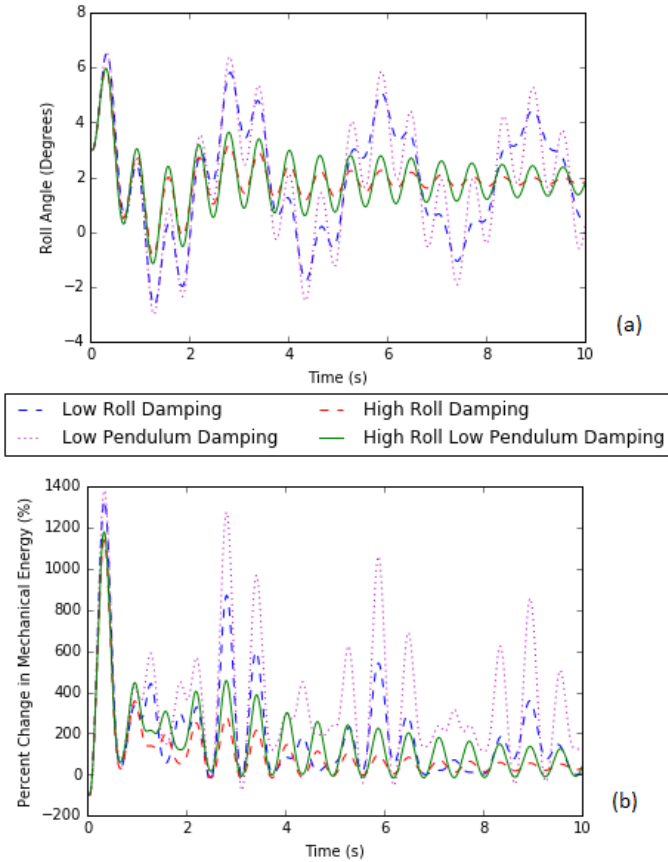 8
6
4
2
0
−2
−4
Roll Angle (Degrees)
0
2
4
6
8
10
Time (s)
(a)
Low Roll Damping
High Roll Damping
Low Pendulum Damping
High Roll Low Pendulum Damping
1400
1200
1000
800
600
400
200
0
−200
Percent Change in Mechanical Energy (%)
0
2
4
6
8
10
Time (s)
(b)